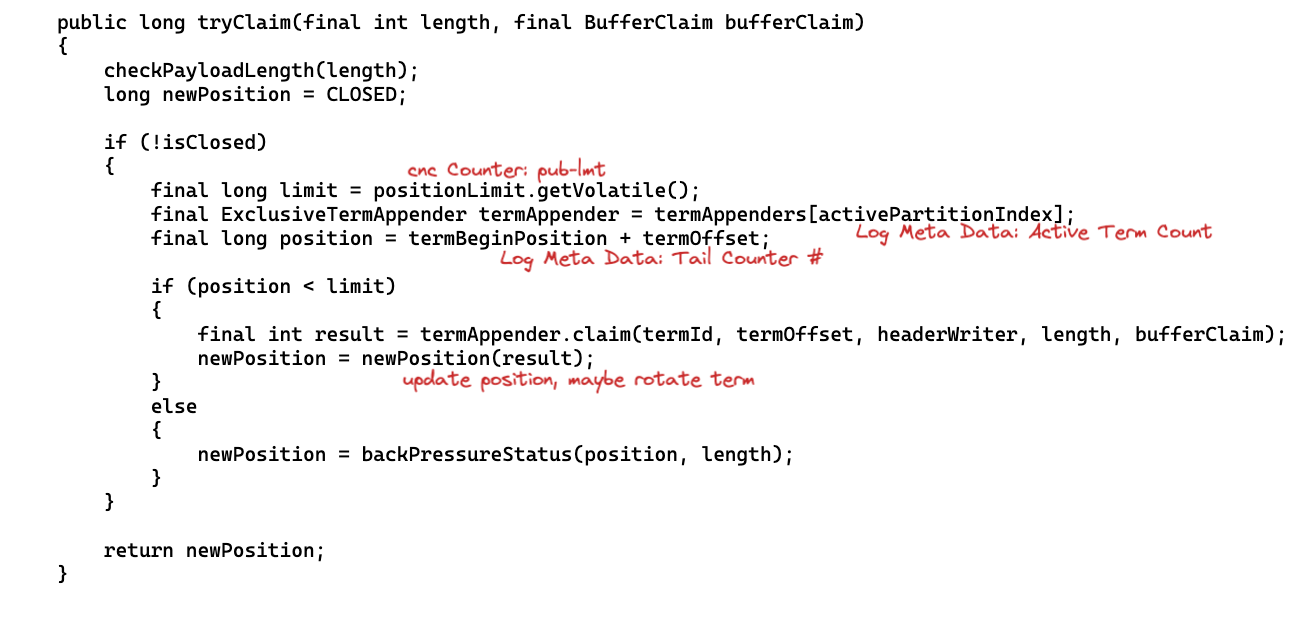 public long tryClaim(final int length, final BufferClaim bufferClaim)
{
    checkPayloadLength(length);
    long newPosition = CLOSED;

    if (!isClosed)
    {
cnc Counter: pub-lmt
        final long limit = positionLimit.getVolatile();
        final ExclusiveTermAppender termAppender = termAppenders[activePartitionIndex];
Log Meta Data: Active Term Count
        final long position = termBeginPosition + termOffset;
Log Meta Data: Tail Counter #

        if (position < limit)
        {
            final int result = termAppender.claim(termId, termOffset, headerWriter, length, bufferClaim);
            newPosition = newPosition(result);
update position, maybe rotate term
        }
        else
        {
            newPosition = backPressureStatus(position, length);
        }
    }

    return newPosition;
}